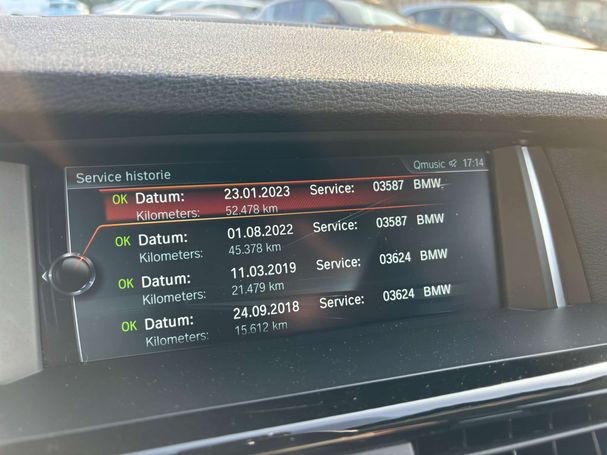 Service historie Qmusic 17:14
OK Datum: 23.01.2023 Service: 03587 BMW
Kilometers: 52.478 km
OK Datum: 01.08.2022 Service: 03587 BMW
Kilometers: 45.378 km
OK Datum: 11.03.2019 Service: 03624 BMW
Kilometers: 21.479 km
OK Datum: 24.09.2018 Service: 03624 BMW
Kilometers: 15.612 km